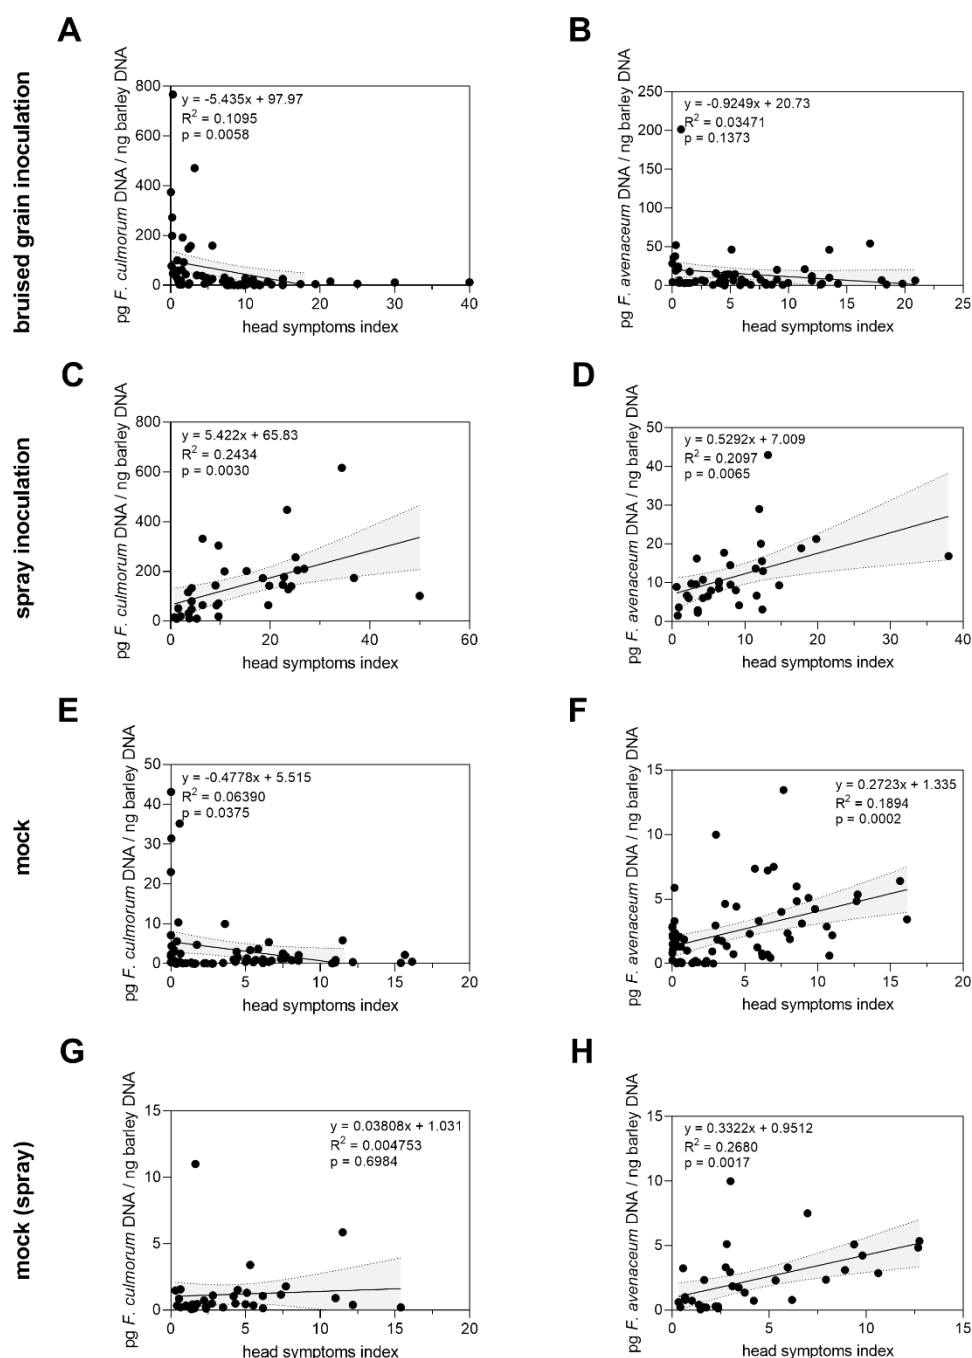 A
B
bruised grain inoculation
pg F. culmorum DNA / ng barley DNA
800
600
400
200
0
y = -5.435x + 97.97
R² = 0.1095
p = 0.0058
0 10 20 30 40
head symptoms index
pg F. avenaceum DNA / ng barley DNA
250
200
150
100
50
0
y = -0.9249x + 20.73
R² = 0.03471
p = 0.1373
0 5 10 15 20 25
head symptoms index
C
D
spray inoculation
pg F. culmorum DNA / ng barley DNA
800
600
400
200
0
y = 5.422x + 65.83
R² = 0.2434
p = 0.0030
0 10 20 30 40 50 60
head symptoms index
pg F. avenaceum DNA / ng barley DNA
50
40
30
20
10
0
y = 0.5292x + 7.009
R² = 0.2097
p = 0.0065
0 10 20 30 40
head symptoms index
E
F
mock
pg F. culmorum DNA / ng barley DNA
50
40
30
20
10
0
y = -0.4778x + 5.515
R² = 0.06390
p = 0.0375
0 5 10 15 20
head symptoms index
pg F. avenaceum DNA / ng barley DNA
15
10
5
0
y = 0.2723x + 1.335
R² = 0.1894
p = 0.0002
0 5 10 15 20
head symptoms index
G
H
mock (spray)
pg F. culmorum DNA / ng barley DNA
15
10
5
0
y = 0.03808x + 1.031
R² = 0.004753
p = 0.6984
0 5 10 15 20
head symptoms index
pg F. avenaceum DNA / ng barley DNA
15
10
5
0
y = 0.3322x + 0.9512
R² = 0.2680
p = 0.0017
0 5 10 15
head symptoms index